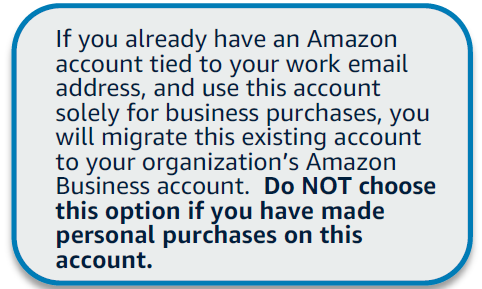 If you already have an Amazon
account tied to your work email
address, and use this account
solely for business purchases, you
will migrate this existing account
to your organization’s Amazon
Business account.  Do NOT choose
this option if you have made
personal purchases on this
account.